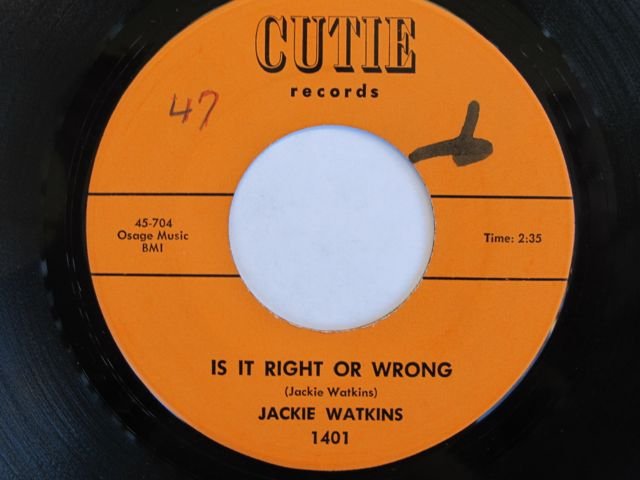 CUTIE
records
47
45-704
Osage Music
BMI
Time: 2:35
IS IT RIGHT OR WRONG
(Jackie Watkins)
JACKIE WATKINS
1401